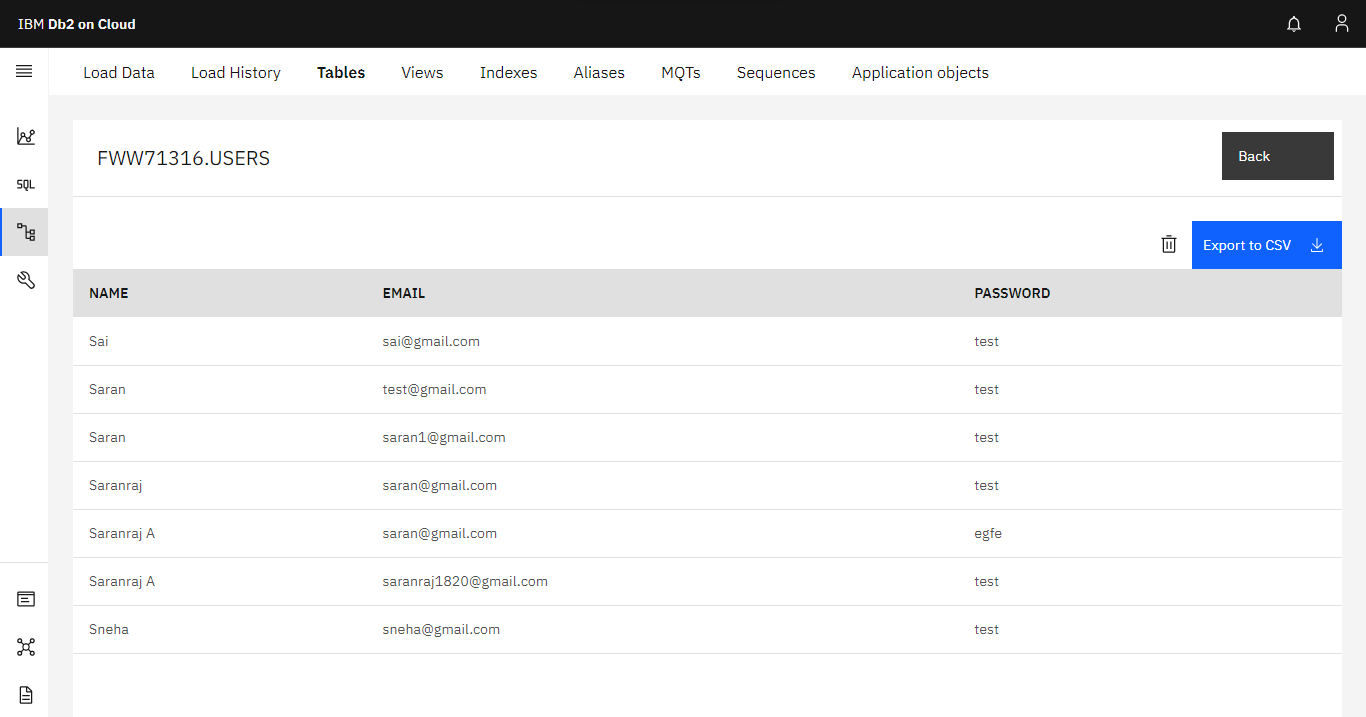 IBM Db2 on Cloud
Load Data Load History Tables Views Indexes Aliases MQTs Sequences Application objects
SQL
FWW71316.USERS
Back
Export to CSV
NAME EMAIL PASSWORD
Sai sai@gmail.com test
Saran test@gmail.com test
Saran saran1@gmail.com test
Saranraj saran@gmail.com test
Saranraj A saran@gmail.com egfe
Saranraj A saranraj1820@gmail.com test
Sneha sneha@gmail.com test